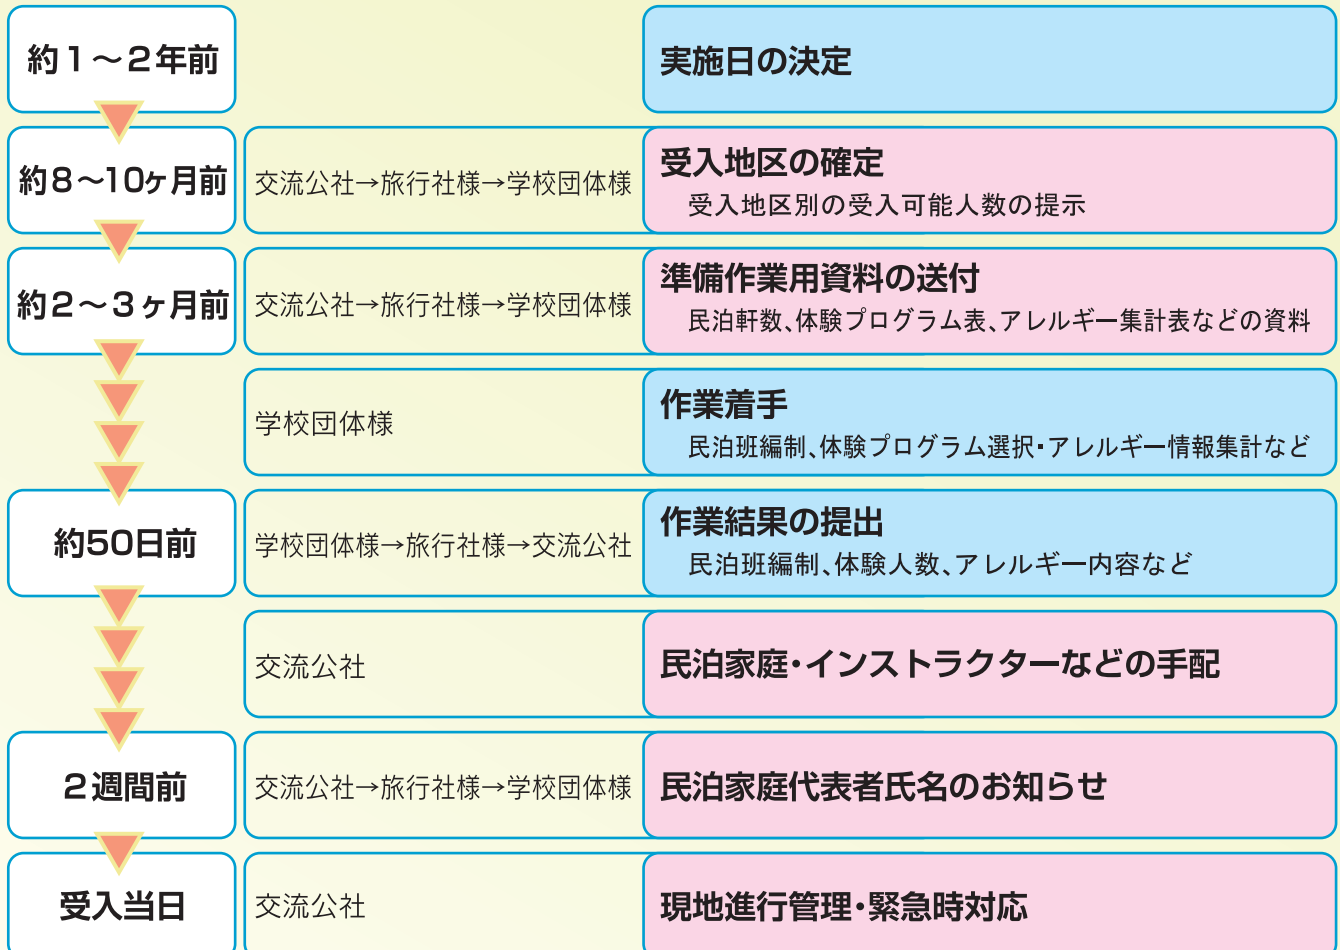 約1～2年前
実施日の決定
約8～10ヶ月前
交流公社→旅行社様→学校団体様
受入地区の確定
受入地区別の受入可能人数の提示
約2～3ヶ月前
交流公社→旅行社様→学校団体様
準備作業用資料の送付
民泊軒数、体験プログラム表、アレルギー集計表などの資料
学校団体様
作業着手
民泊班編制、体験プログラム選択・アレルギー情報集計など
約50日前
学校団体様→旅行社様→交流公社
作業結果の提出
民泊班編制、体験人数、アレルギー内容など
交流公社
民泊家庭・インストラクターなどの手配
2週間前
交流公社→旅行社様→学校団体様
民泊家庭代表者氏名のお知らせ
受入当日
交流公社
現地進行管理・緊急時対応